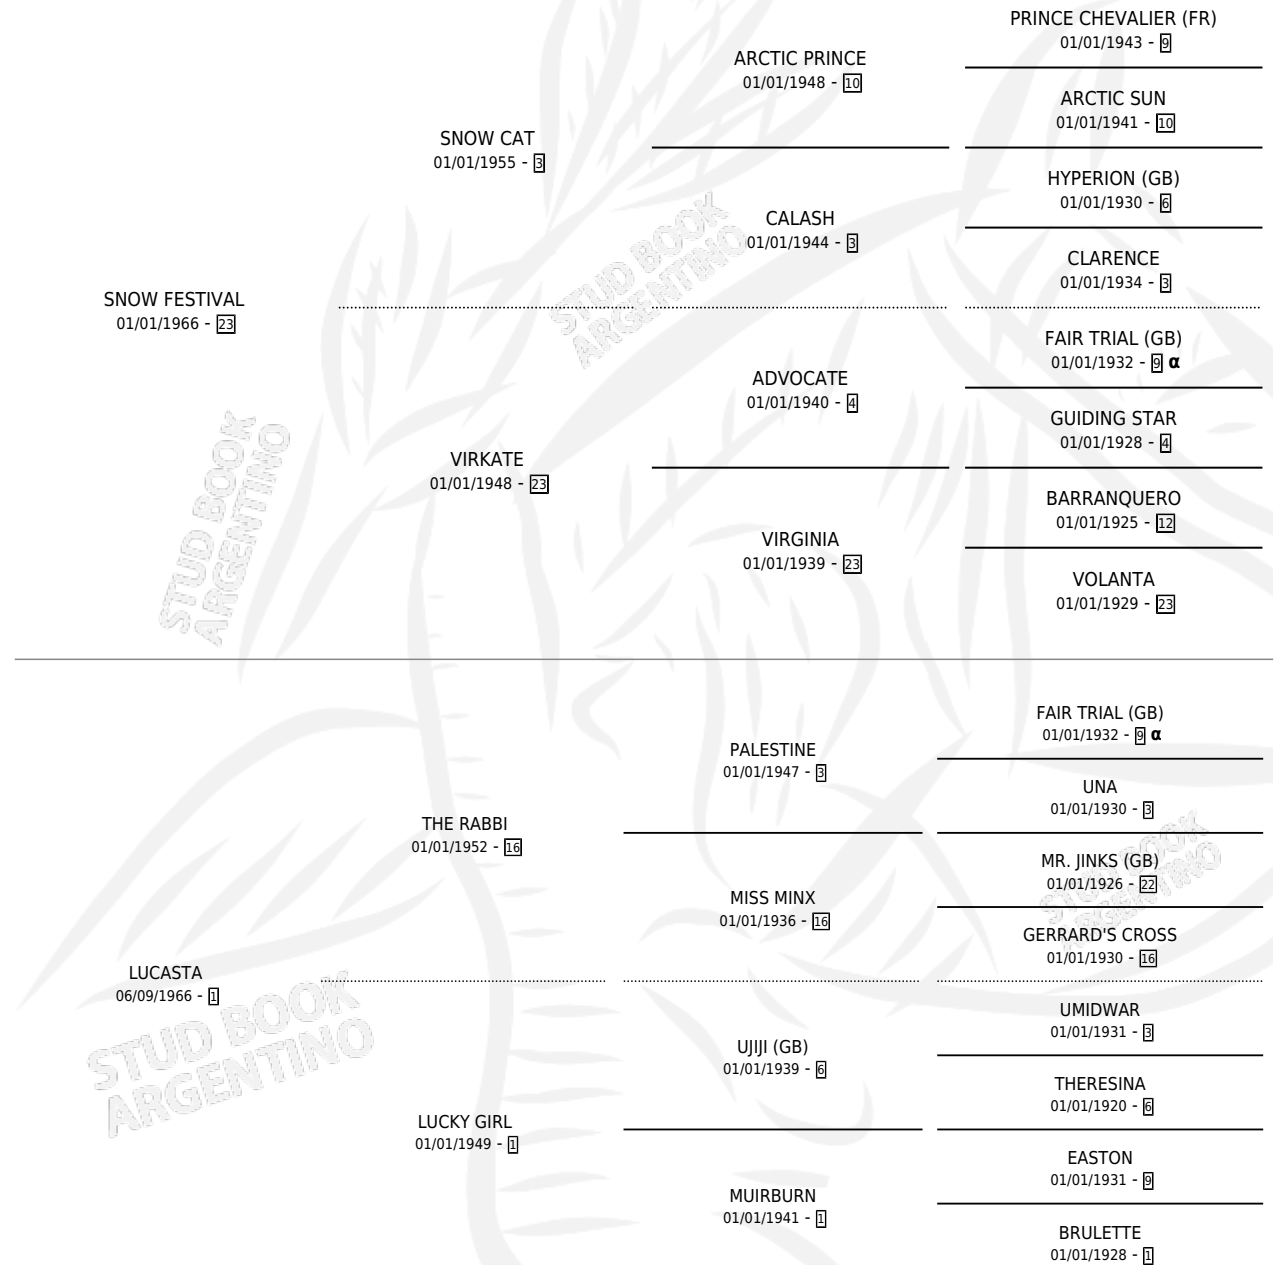 SNOW FESTIVAL
01/01/1966 - 23
SNOW CAT
01/01/1955 - 3
VIRKATE
01/01/1948 - 23
ARCTIC PRINCE
01/01/1948 - 10
CALASH
01/01/1944 - 3
ADVOCATE
01/01/1940 - 4
VIRGINIA
01/01/1939 - 23
PRINCE CHEVALIER (FR)
01/01/1943 - 9
ARCTIC SUN
01/01/1941 - 10
HYPERION (GB)
01/01/1930 - 6
CLARENCE
01/01/1934 - 3
FAIR TRIAL (GB)
01/01/1932 - 9 α
GUIDING STAR
01/01/1928 - 4
BARRANQUERO
01/01/1925 - 12
VOLANTA
01/01/1929 - 23
LUCASTA
06/09/1966 - 1
THE RABBI
01/01/1952 - 16
LUCKY GIRL
01/01/1949 - 1
PALESTINE
01/01/1947 - 3
MISS MINX
01/01/1936 - 16
UJIJI (GB)
01/01/1939 - 6
MUIRBURN
01/01/1941 - 1
FAIR TRIAL (GB)
01/01/1932 - 9 α
UNA
01/01/1930 - 3
MR. JINKS (GB)
01/01/1926 - 22
GERRARD'S CROSS
01/01/1930 - 16
UMIDWAR
01/01/1931 - 3
THERESINA
01/01/1920 - 6
EASTON
01/01/1931 - 9
BRULETTE
01/01/1928 - 1
STUD BOOK
ARGENTINO
STUD BOOK
ARGENTINO
STUD BOOK
ARGENTINO
STUD BOOK
ARGENTINO